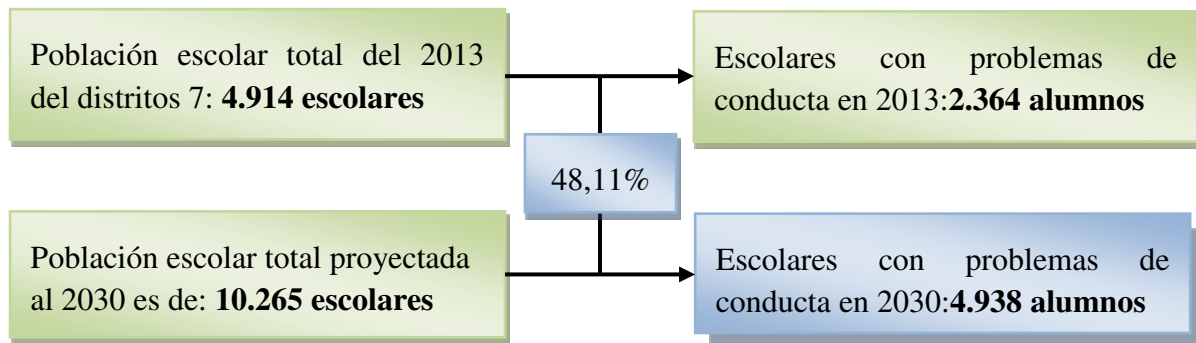 Población escolar total del 2013
del distritos 7: 4.914 escolares
Escolares con problemas de
conducta en 2013:2.364 alumnos
48,11%
Población escolar total proyectada
al 2030 es de: 10.265 escolares
Escolares con problemas de
conducta en 2030:4.938 alumnos